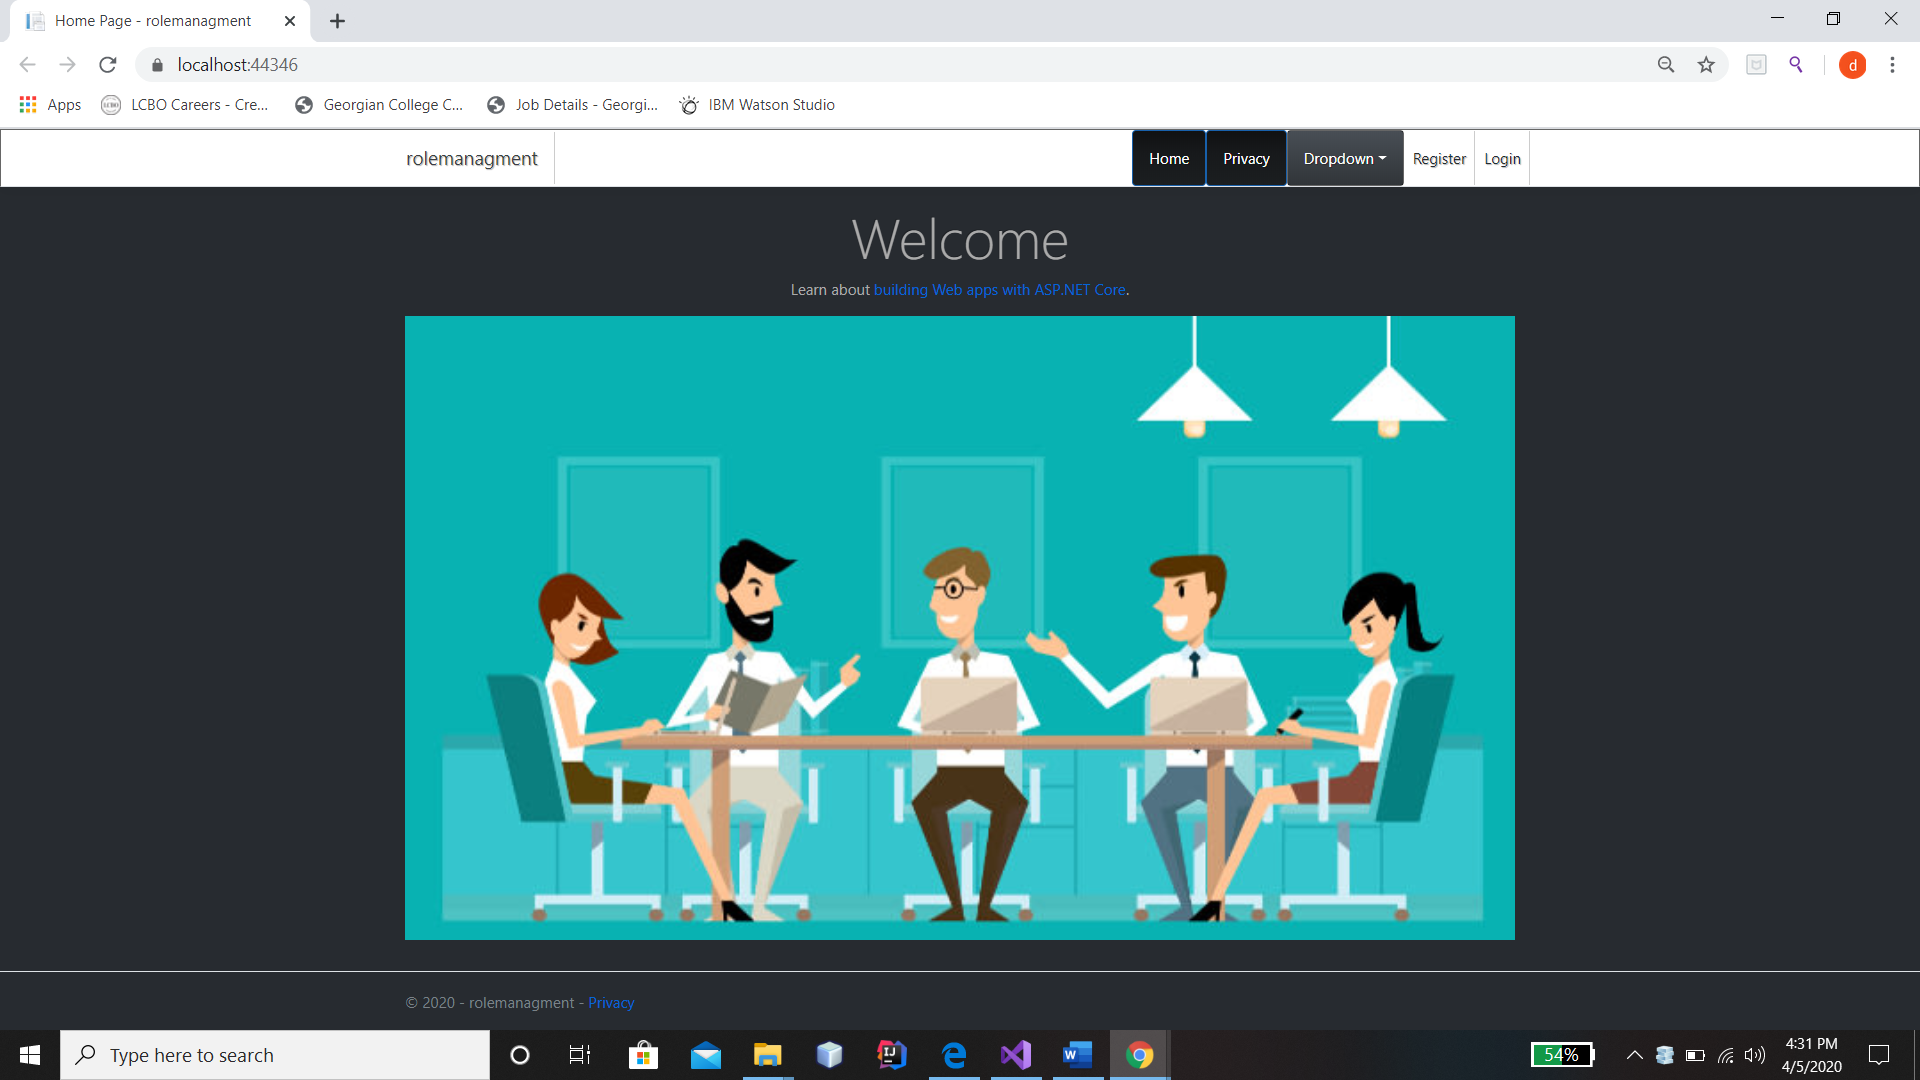 Home Page - rolemanagment
localhost:44346
d
Apps
LCBO Careers - Cre...
Georgian College C...
Job Details - Georgi...
IBM Watson Studio
rolemanagment
Home
Privacy
Dropdown
Register
Login
Welcome
Learn about building Web apps with ASP.NET Core.
© 2020 - rolemanagment - Privacy
Type here to search
54%
4:31 PM
4/5/2020